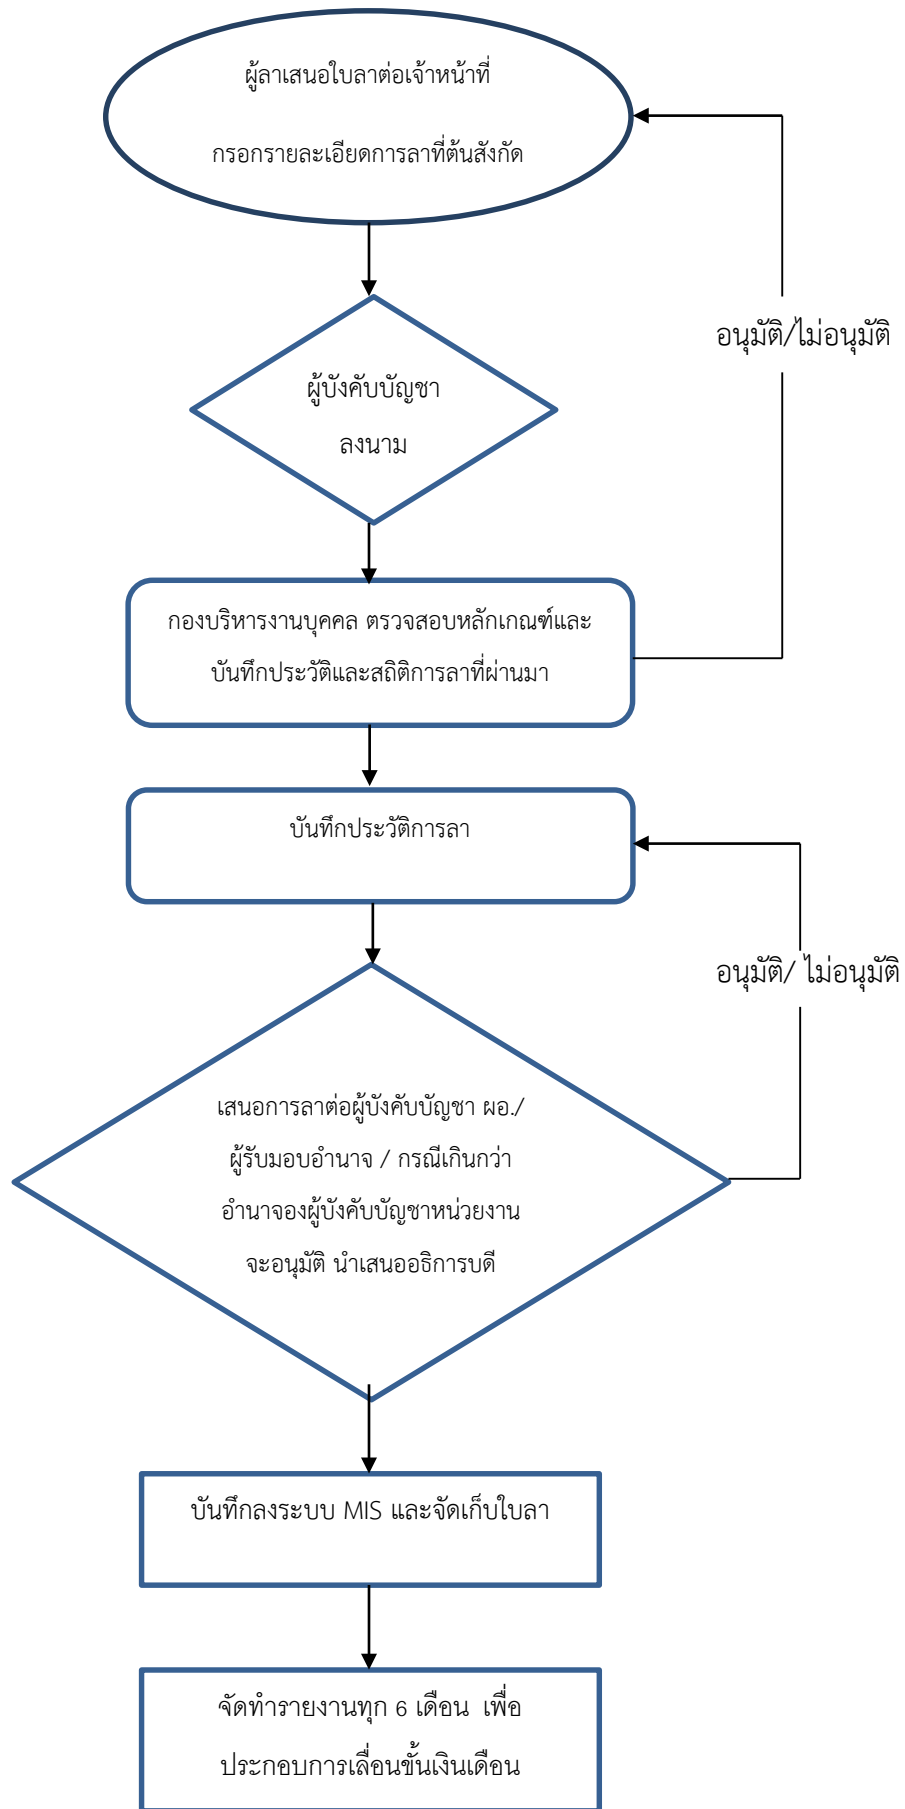 ผู้ลาเสนอใบลาต่อเจ้าหน้าที่
กรอกรายละเอียดการลาที่ต้นสังกัด
อนุมัติ/ไม่อนุมัติ
ผู้บังคับบัญชา
ลงนาม
กองบริหารงานบุคคล ตรวจสอบหลักเกณฑ์และ
บันทึกประวัติและสถิติการลาที่ผ่านมา
บันทึกประวัติการลา
อนุมัติ/ ไม่อนุมัติ
เสนอการลาต่อผู้บังคับบัญชา ผอ./
ผู้รับมอบอำนาจ / กรณีเกินกว่า
อำนาจองผู้บังคับบัญชาหน่วยงาน
จะอนุมัติ นำเสนออธิการบดี
บันทึกลงระบบ MIS และจัดเก็บใบลา
จัดทำรายงานทุก 6 เดือน เพื่อ
ประกอบการเลื่อนขั้นเงินเดือน